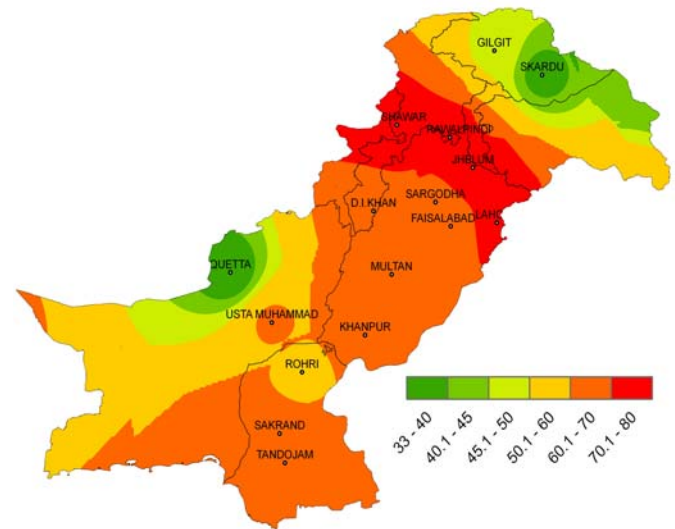 GILGIT
SKARDU
SHAWAR
RAWALPINDI
JHELUM
SARGODHA
D.I.KHAN
FAISALABAD
LAHO
QUETTA
MULTAN
USTA MUHAMMAD
KHANPUR
ROHRI
SAKRAND
TANDOJAM
33 - 40
40.1 - 45
45.1 - 50
50.1 - 60
60.1 - 70
70.1 - 80